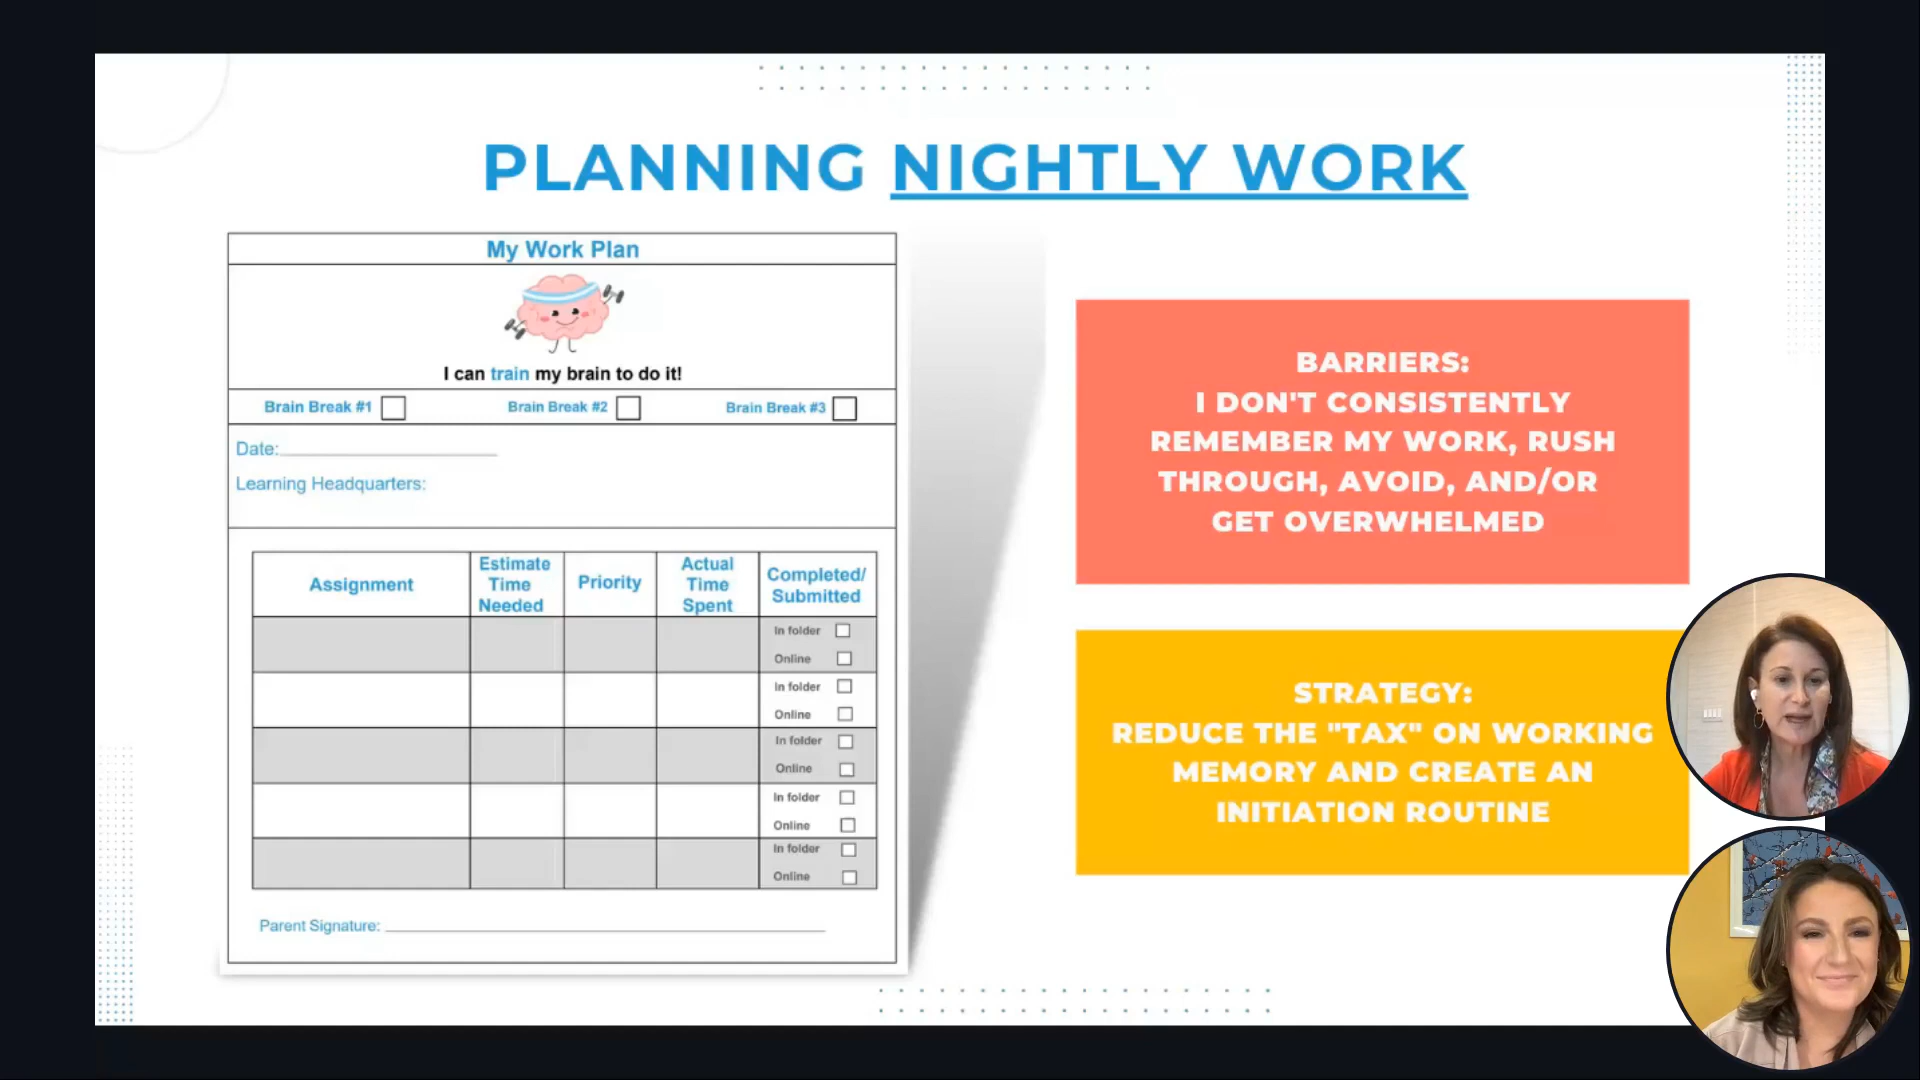 PLANNING NIGHTLY WORK
My Work Plan
I can train my brain to do it!
Brain Break #1 Brain Break #2 Brain Break #3
Date:
Learning Headquarters:
Assignment
Estimate
Time
Needed
Priority
Actual
Time
Spent
Completed/
Submitted
In folder
Online
In folder
Online
In folder
Online
In folder
Online
In folder
Online
Parent Signature:
BARRIERS:
I DON'T CONSISTENTLY
REMEMBER MY WORK, RUSH
THROUGH, AVOID, AND/OR
GET OVERWHELMED
STRATEGY:
REDUCE THE "TAX" ON WORKING
MEMORY AND CREATE AN
INITIATION ROUTINE